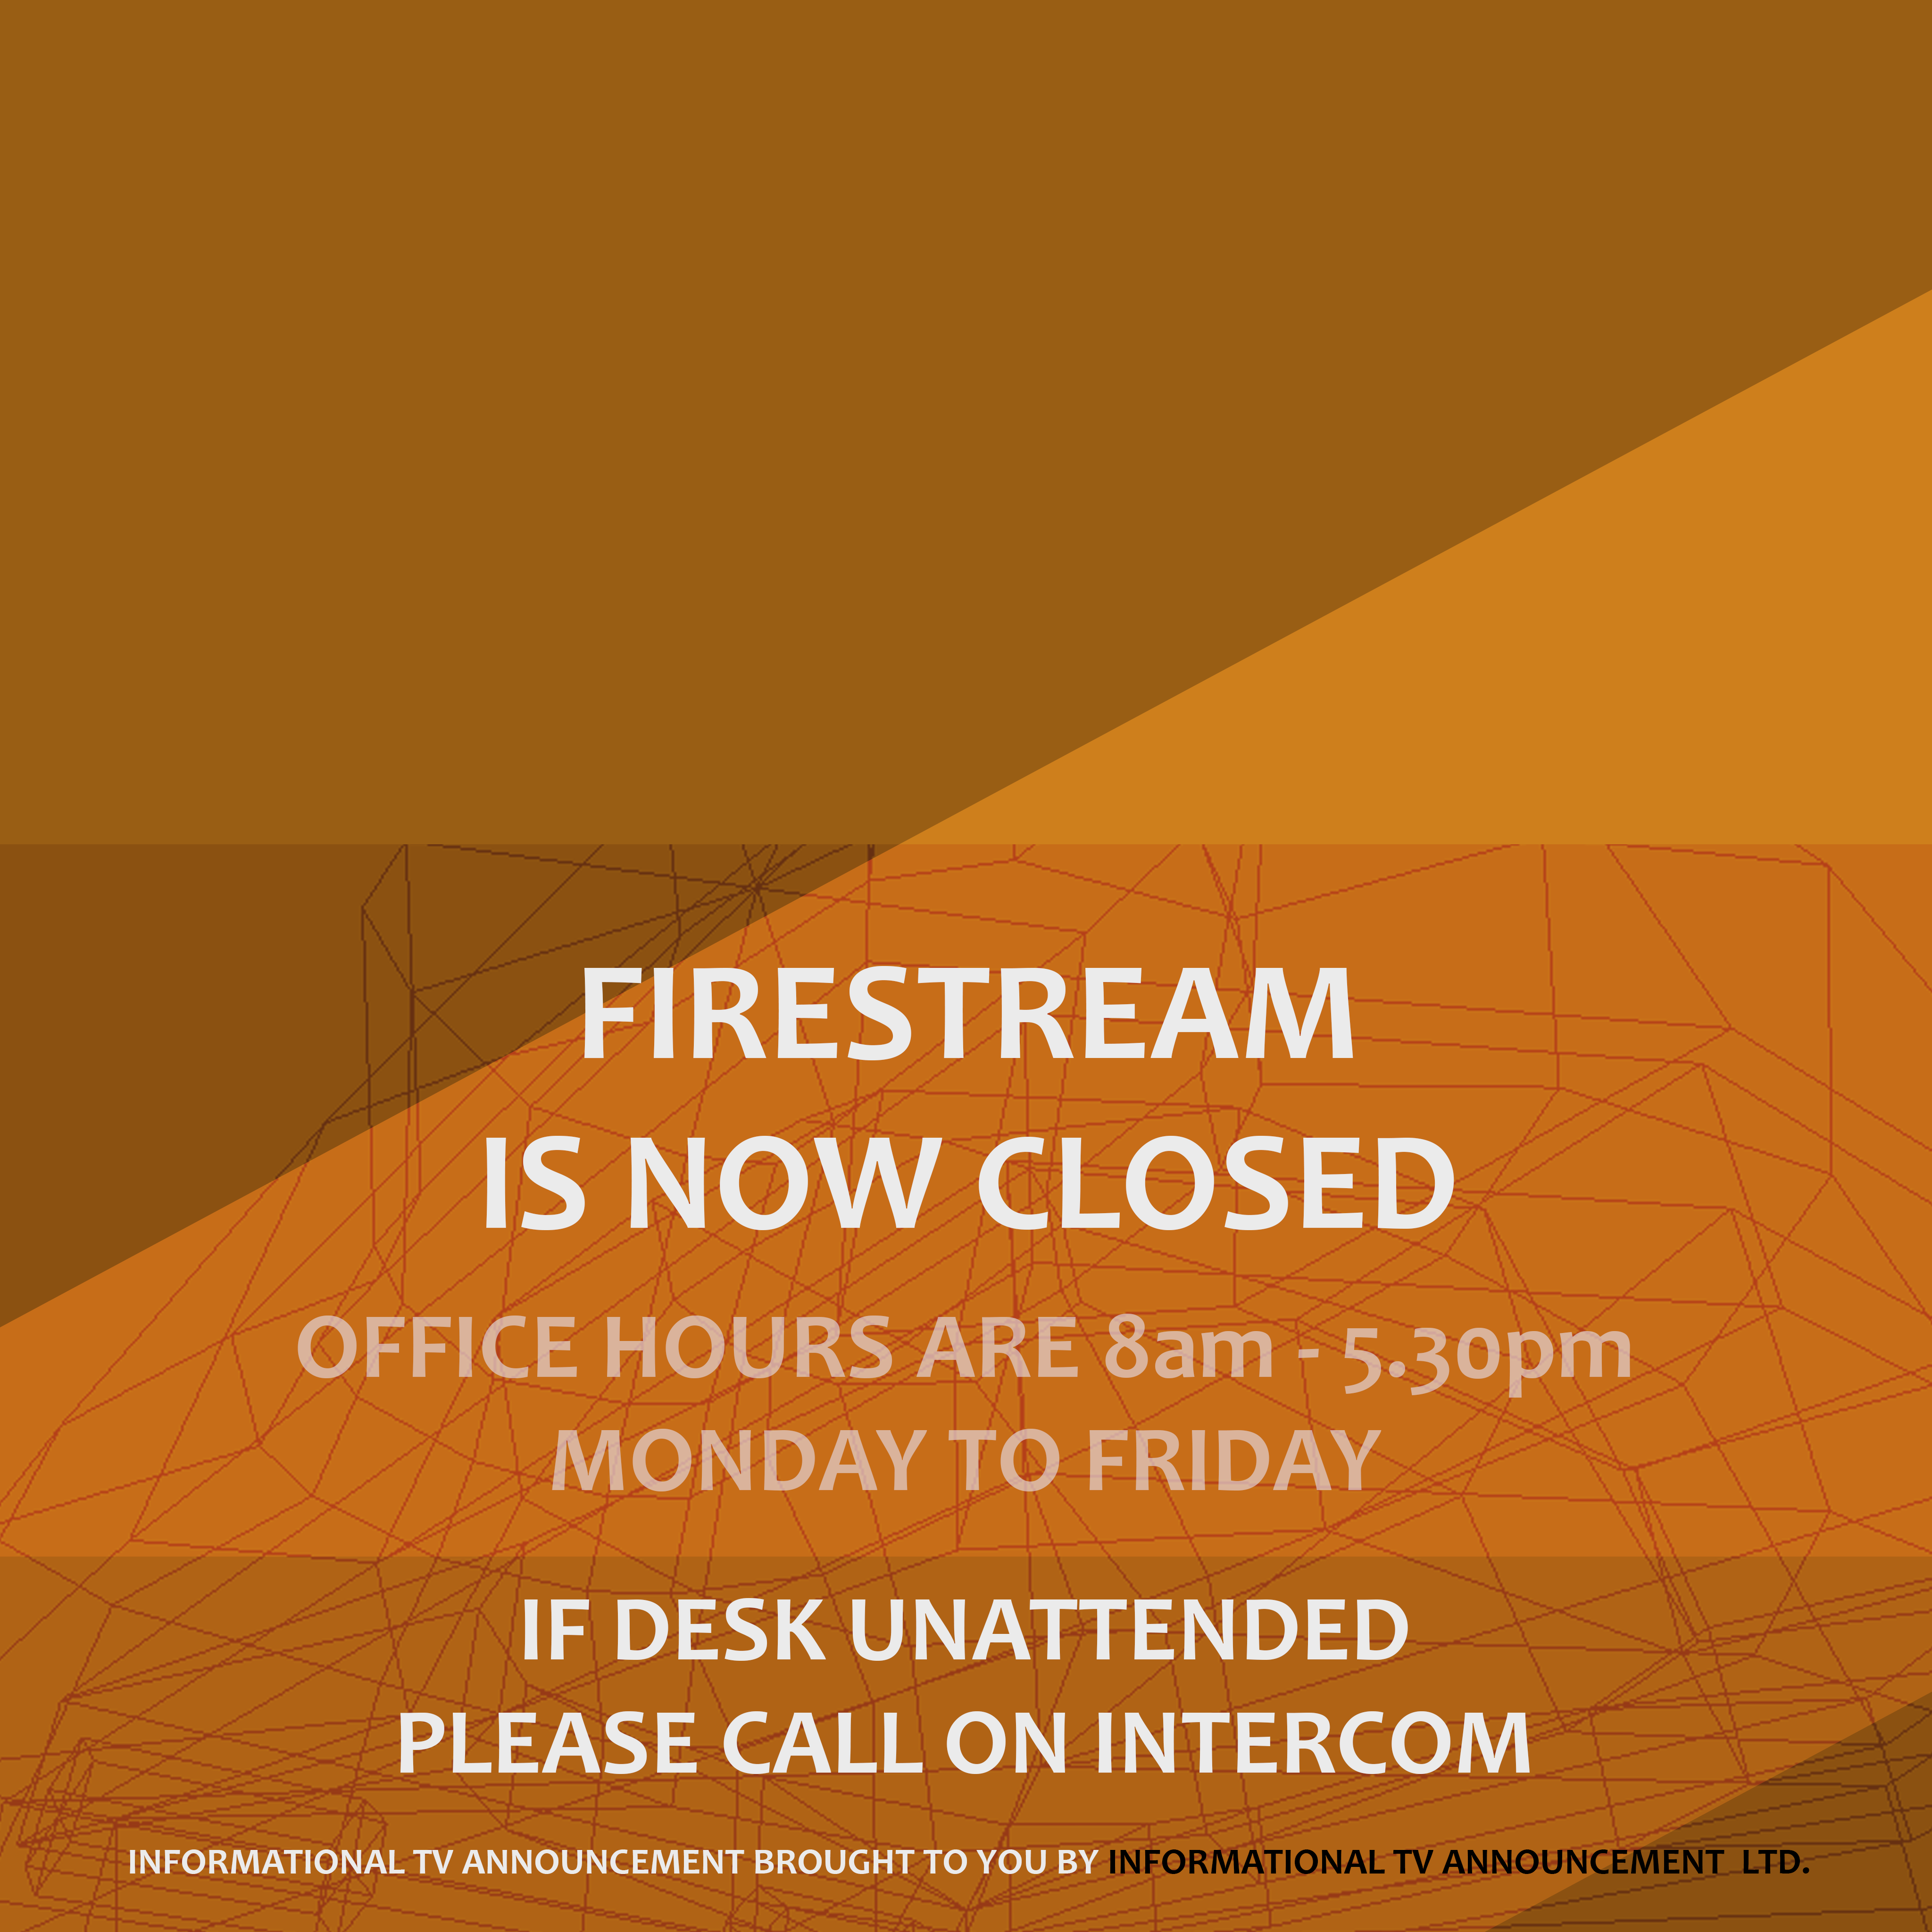 FIRESTREAM
IS NOW CLOSED
OFFICE HOURS ARE 8am - 5.30pm
MONDAY TO FRIDAY
IF DESK UNATTENDED
PLEASE CALL ON INTERCOM
INFORMATIONAL TV ANNOUNCEMENT BROUGHT TO YOU BY INFORMATIONAL TV ANNOUNCEMENT LTD.